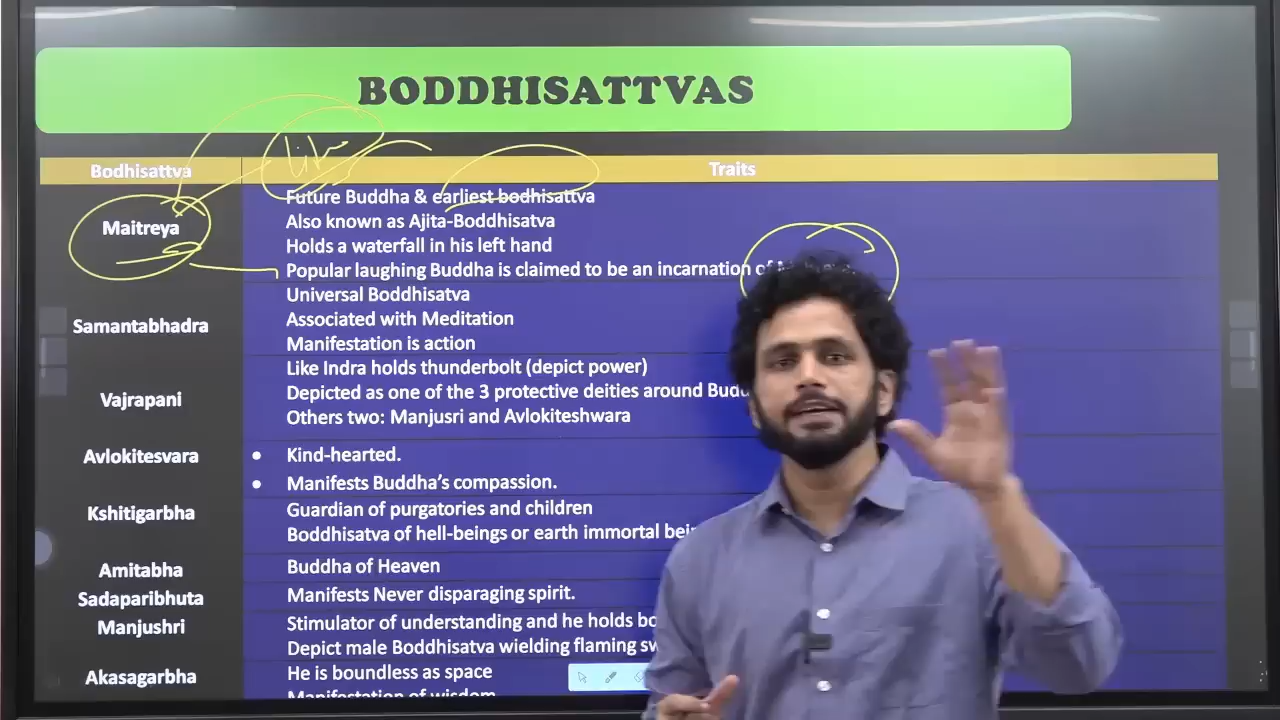 BODDHISATTVAS
Bodhisattva
Traits
Maitreya
Future Buddha & earliest bodhisattva
Also known as Ajita-Boddhisatva
Holds a waterfall in his left hand
Popular laughing Buddha is claimed to be an incarnation of
Samantabhadra
Universal Boddhisatva
Associated with Meditation
Manifestation is action
Vajrapani
Like Indra holds thunderbolt (depict power)
Depicted as one of the 3 protective deities around
Others two: Manjusri and Avlokiteshwara
Avlokitesvara
• Kind-hearted.
• Manifests Buddha's compassion.
Kshitigarbha
Guardian of purgatories and children
Boddhisatva of hell-beings or earth immortal
Amitabha
Buddha of Heaven
Sadaparibhuta
Manifests Never disparaging spirit.
Manjushri
Stimulator of understanding and he holds
Depict male Boddhisatva wielding flaming
Akasagarbha
He is boundless as space
Manifestation of wisdom